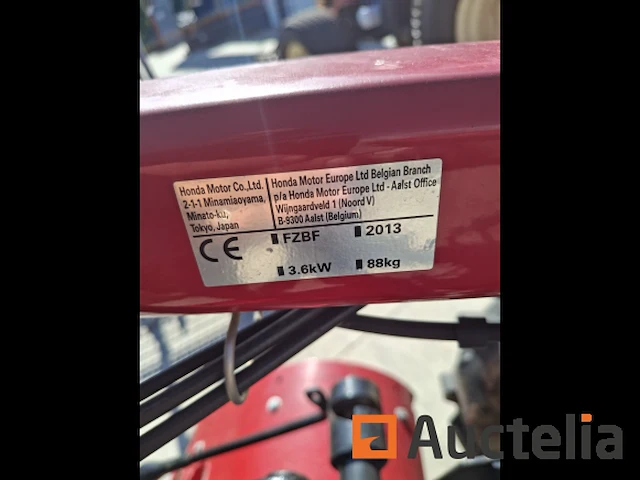 Honda Motor Co.,Ltd.
2-1-1 Minamiaoyama,
Minato-ku,
Tokyo, Japan
Honda Motor Europe Ltd Belgian Branch
p/a Honda Motor Europe Ltd - Aalst Office
Wijngaardveld 1 (Noord V)
B-9300 Aalst (Belgium)
CE
FZBF
2013
3.6kW
88kg
Auctelia